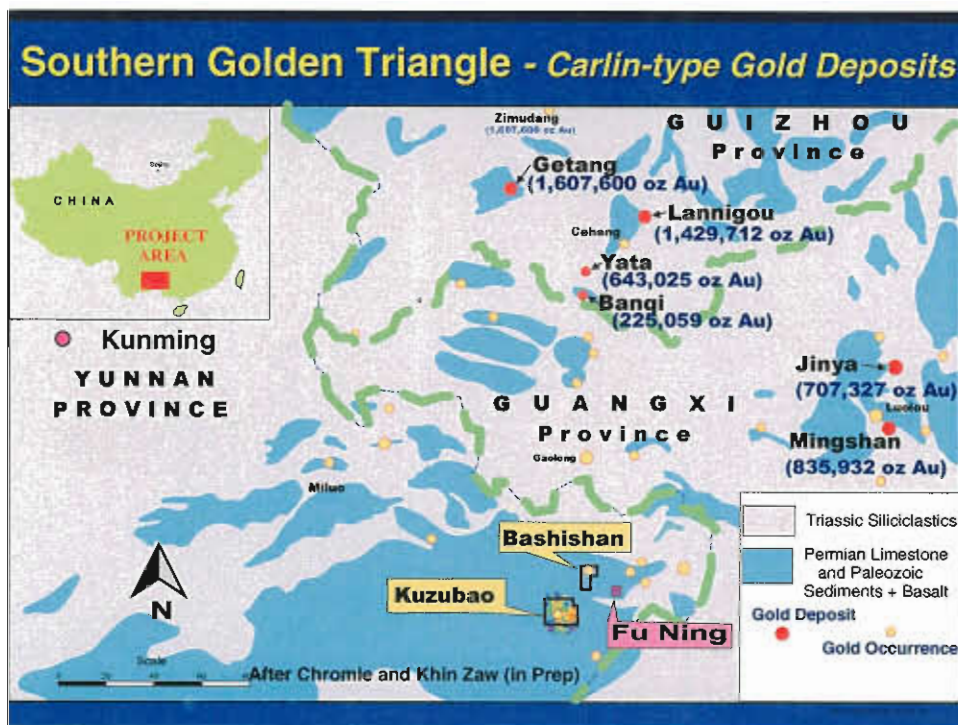 Southern Golden Triangle - Carlin-type Gold Deposits
Zimudang
GUIZHOU
Province
Getang
(1,607,600 oz Au)
Lannigou
(1,429,712 oz Au)
Cehang
Yata
(643,025 oz Au)
Banqi
(225,059 oz Au)
CHINA
PROJECT
AREA
Kunming
YUNNAN
PROVINCE
Jinya
(707,327 oz Au)
Mingshan
(835,932 oz Au)
GUANGXI
Province
Gaolong
Miluo
Bashishan
Kuzubao
Fu Ning
N
Scale
0
20
40
60
After Chromie and Khin Zaw (in Prep)
Triassic Siliciclastics
Permian Limestone
and Paleozoic
Sediments + Basalt
Gold Deposit
Gold Occurrence